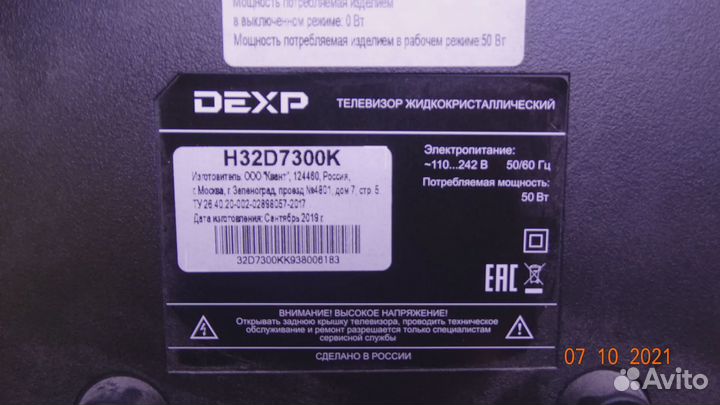 Мощность потребляемая изделием
в выключенном режиме: 0 Вт
Мощность потребляемая изделием в рабочем режиме 50 Вт
DEXP
ТЕЛЕВИЗОР ЖИДКОКРИСТАЛЛИЧЕСКИЙ
H32D7300K
Изготовитель: ООО "Квант", 124460, Россия,
г. Москва, г. Зеленоград, проезд №4801, дом 7, стр. 5.
ТУ 26.40.20-002-02898057-2017
Дата изготовления: Сентябрь 2019 г.
32D7300KK938006183
Электропитание:
~110...242 В 50/60 Гц
Потребляемая мощность:
50 Вт
EAC
ВНИМАНИЕ! ВЫСОКОЕ НАПРЯЖЕНИЕ!
Открывать заднюю крышку телевизора, проводить техническое
обслуживание и ремонт разрешается только специалистам
сервисной службы
СДЕЛАНО В РОССИИ
07 10 2021
Avito